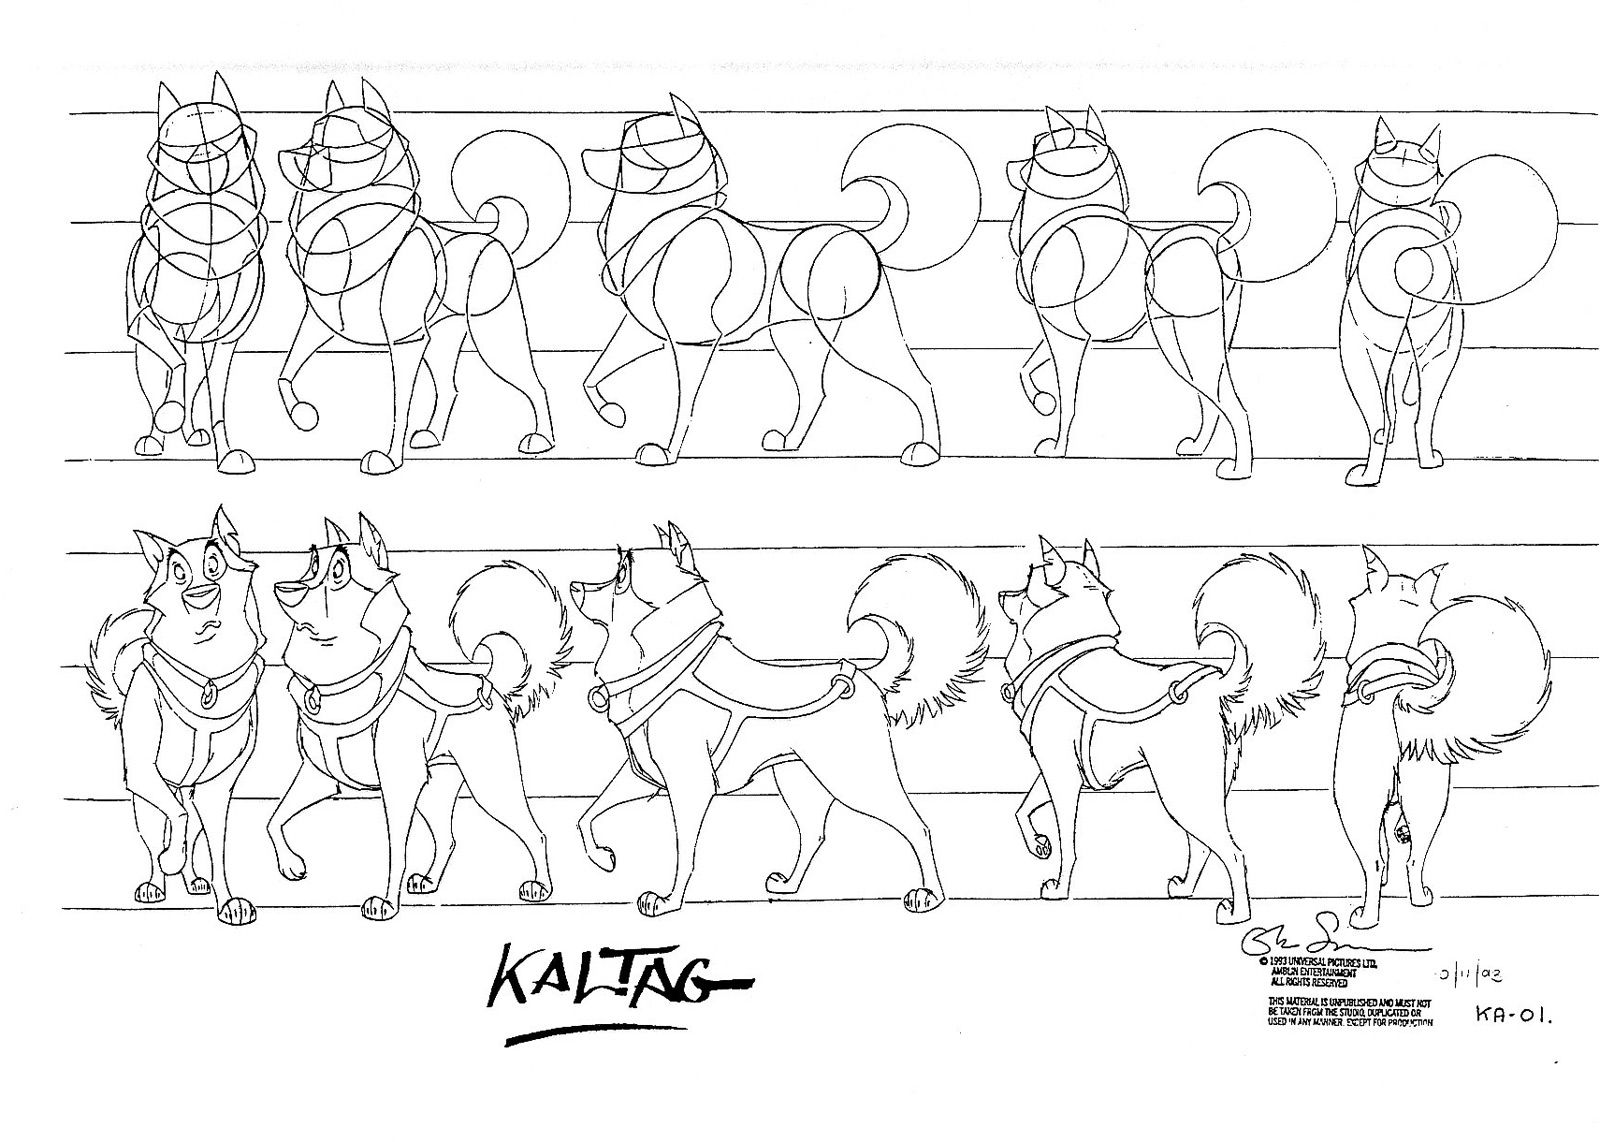 KALTAG
© 1993 UNIVERSAL PICTURES LTD.
AMBLIN ENTERTAINMENT
ALL RIGHTS RESERVED
THIS MATERIAL IS UNPUBLISHED AND MUST NOT
BE TAKEN FROM THE STUDIO, DUPLICATED OR
USED IN ANY MANNER, EXCEPT FOR PRODUCTION
KA-01.